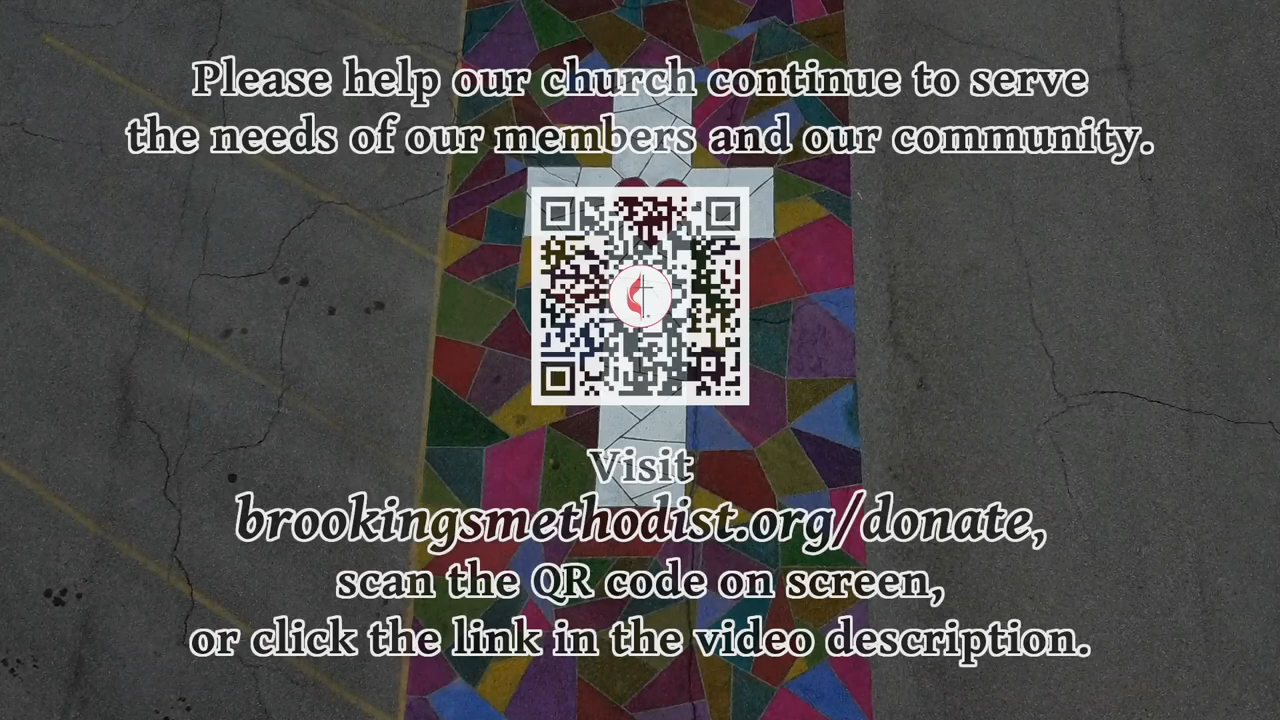 Please help our church continue to serve
the needs of our members and our community.
Visit
brookingsmethodist.org/donate,
scan the QR code on screen,
or click the link in the video description.